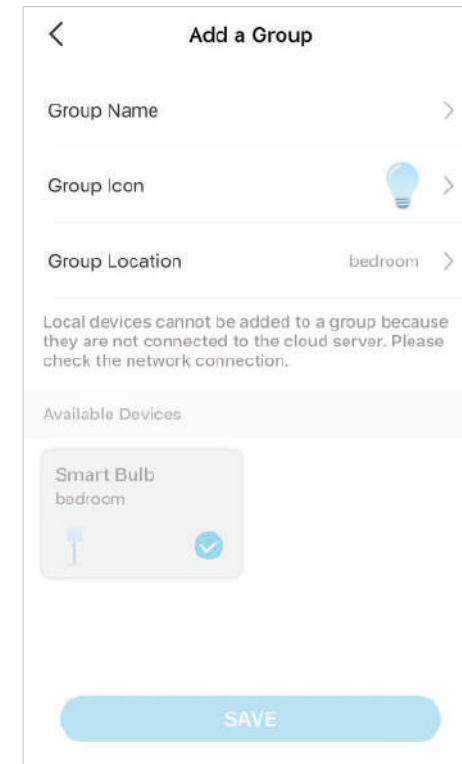 Add a Group
Group Name
Group Icon
Group Location bedroom
Local devices cannot be added to a group because
they are not connected to the cloud server. Please
check the network connection.
Available Devices
Smart Bulb
bedroom
SAVE